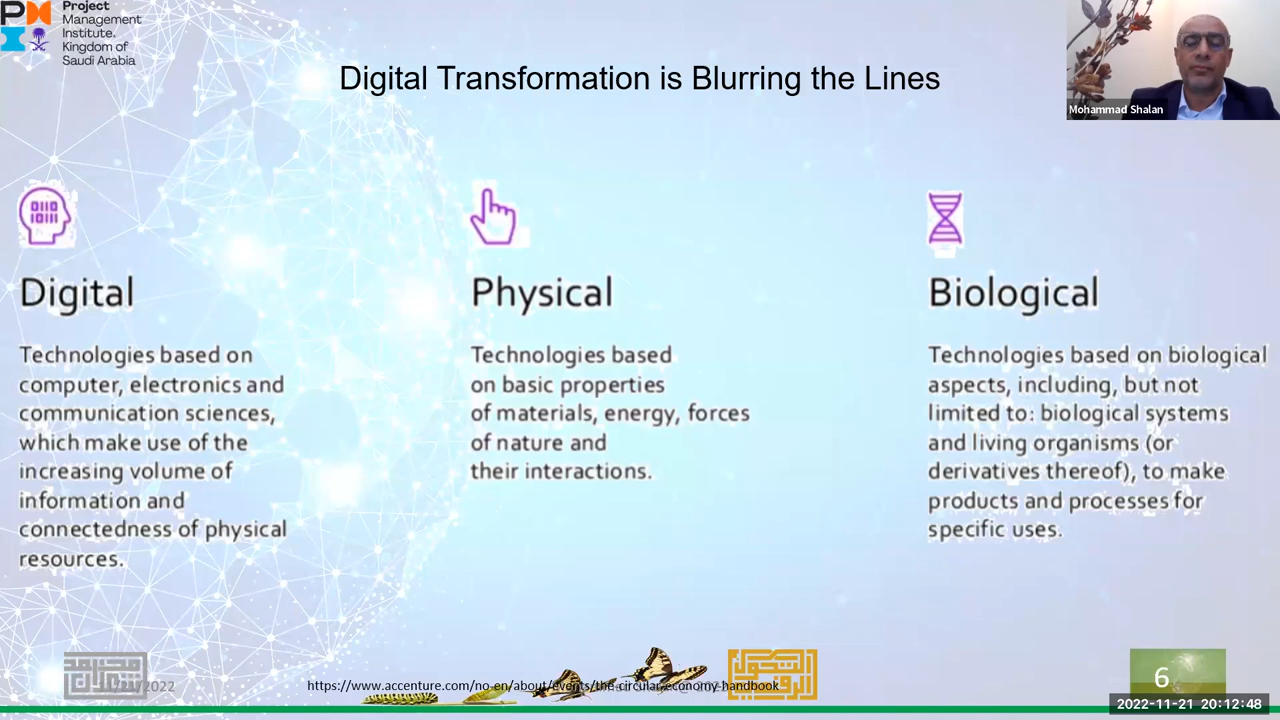 Project
Management
Institute.
Kingdom of
Saudi Arabia
Digital Transformation is Blurring the Lines
Mohammad Shalan
Digital
Technologies based on
computer, electronics and
communication sciences,
which make use of the
increasing volume of
information and
connectedness of physical
resources.
Physical
Technologies based
on basic properties
of materials, energy, forces
of nature and
their interactions.
Biological
Technologies based on biological
aspects, including, but not
limited to: biological systems
and living organisms (or
derivatives thereof), to make
products and processes for
specific uses.
https://www.accenture.com/no-en/about/events/the-circular-economy-handbook
6
2022-11-21 20:12:48